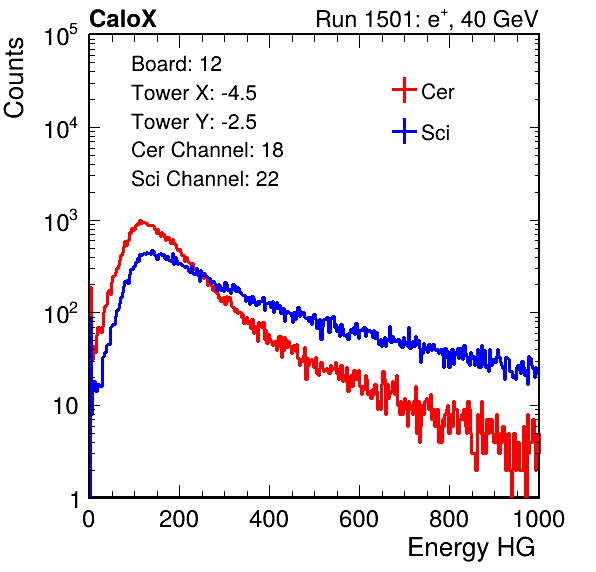 CaloX Run 1501: e⁺, 40 GeV
Counts
Board: 12
Tower X: -4.5
Tower Y: -2.5
Cer Channel: 18
Sci Channel: 22
Cer
Sci
10⁵
10⁴
10³
10²
10
1
0 200 400 600 800 1000
Energy HG